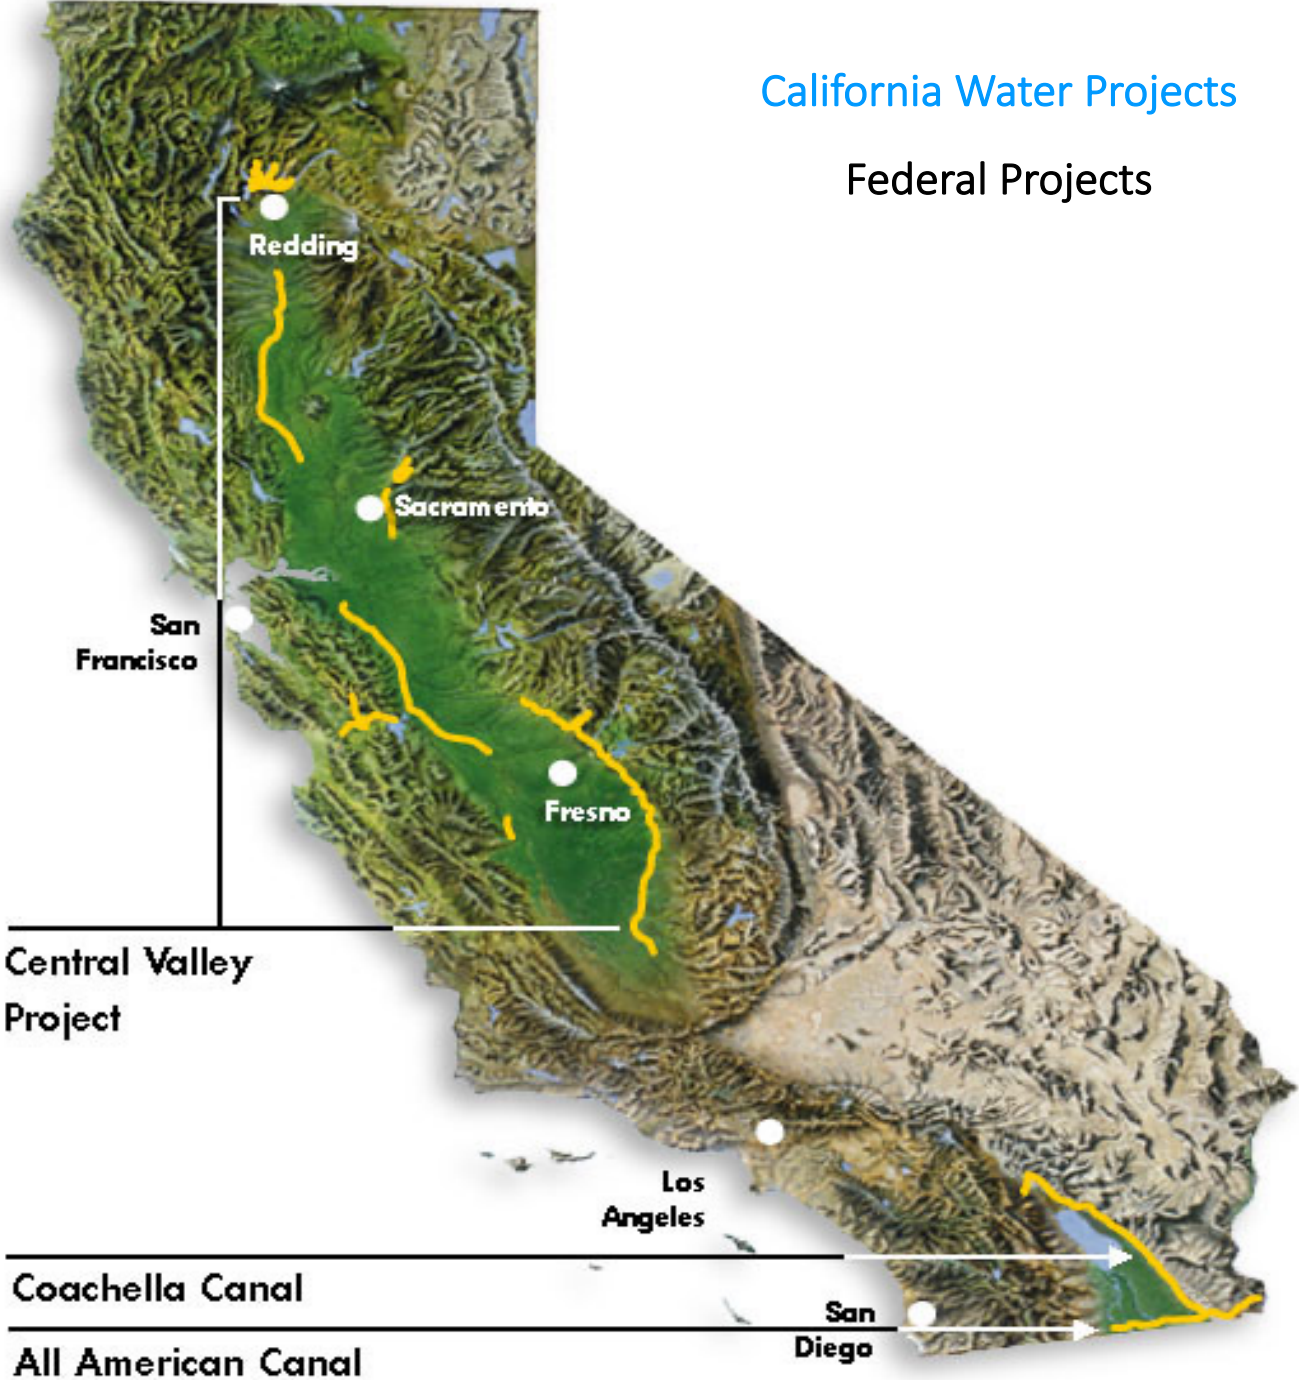 California Water Projects
Federal Projects
Redding
Sacramento
San
Francisco
Fresno
Central Valley
Project
Los
Angeles
Coachella Canal
San
Diego
All American Canal